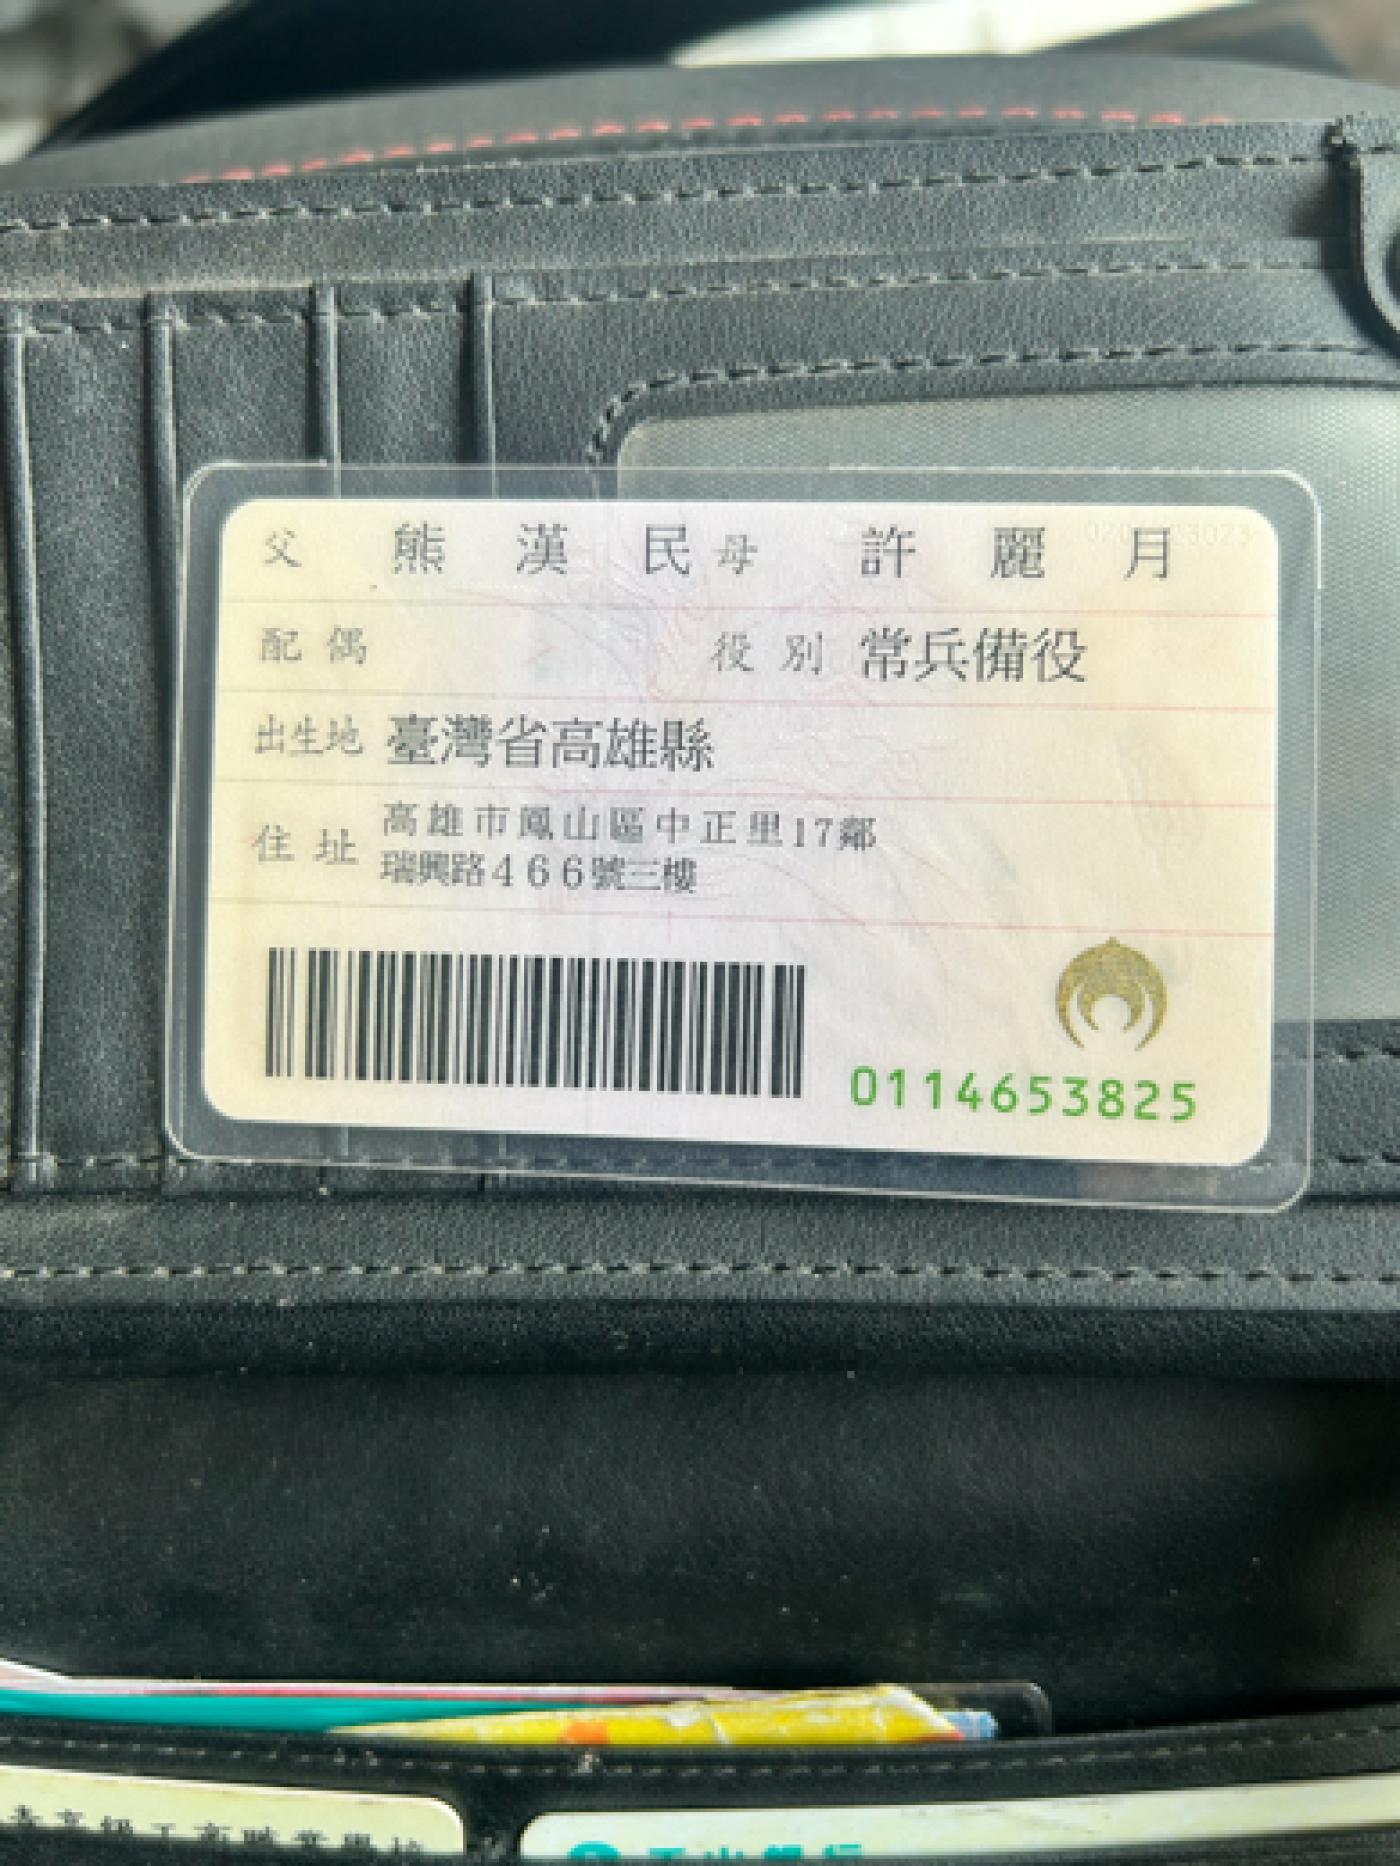 父 熊漢民 母 許麗月
配偶 役別 常兵備役
出生地 臺灣省高雄縣
住址 高雄市鳳山區中正里17鄰
瑞興路466號三樓
0114653825